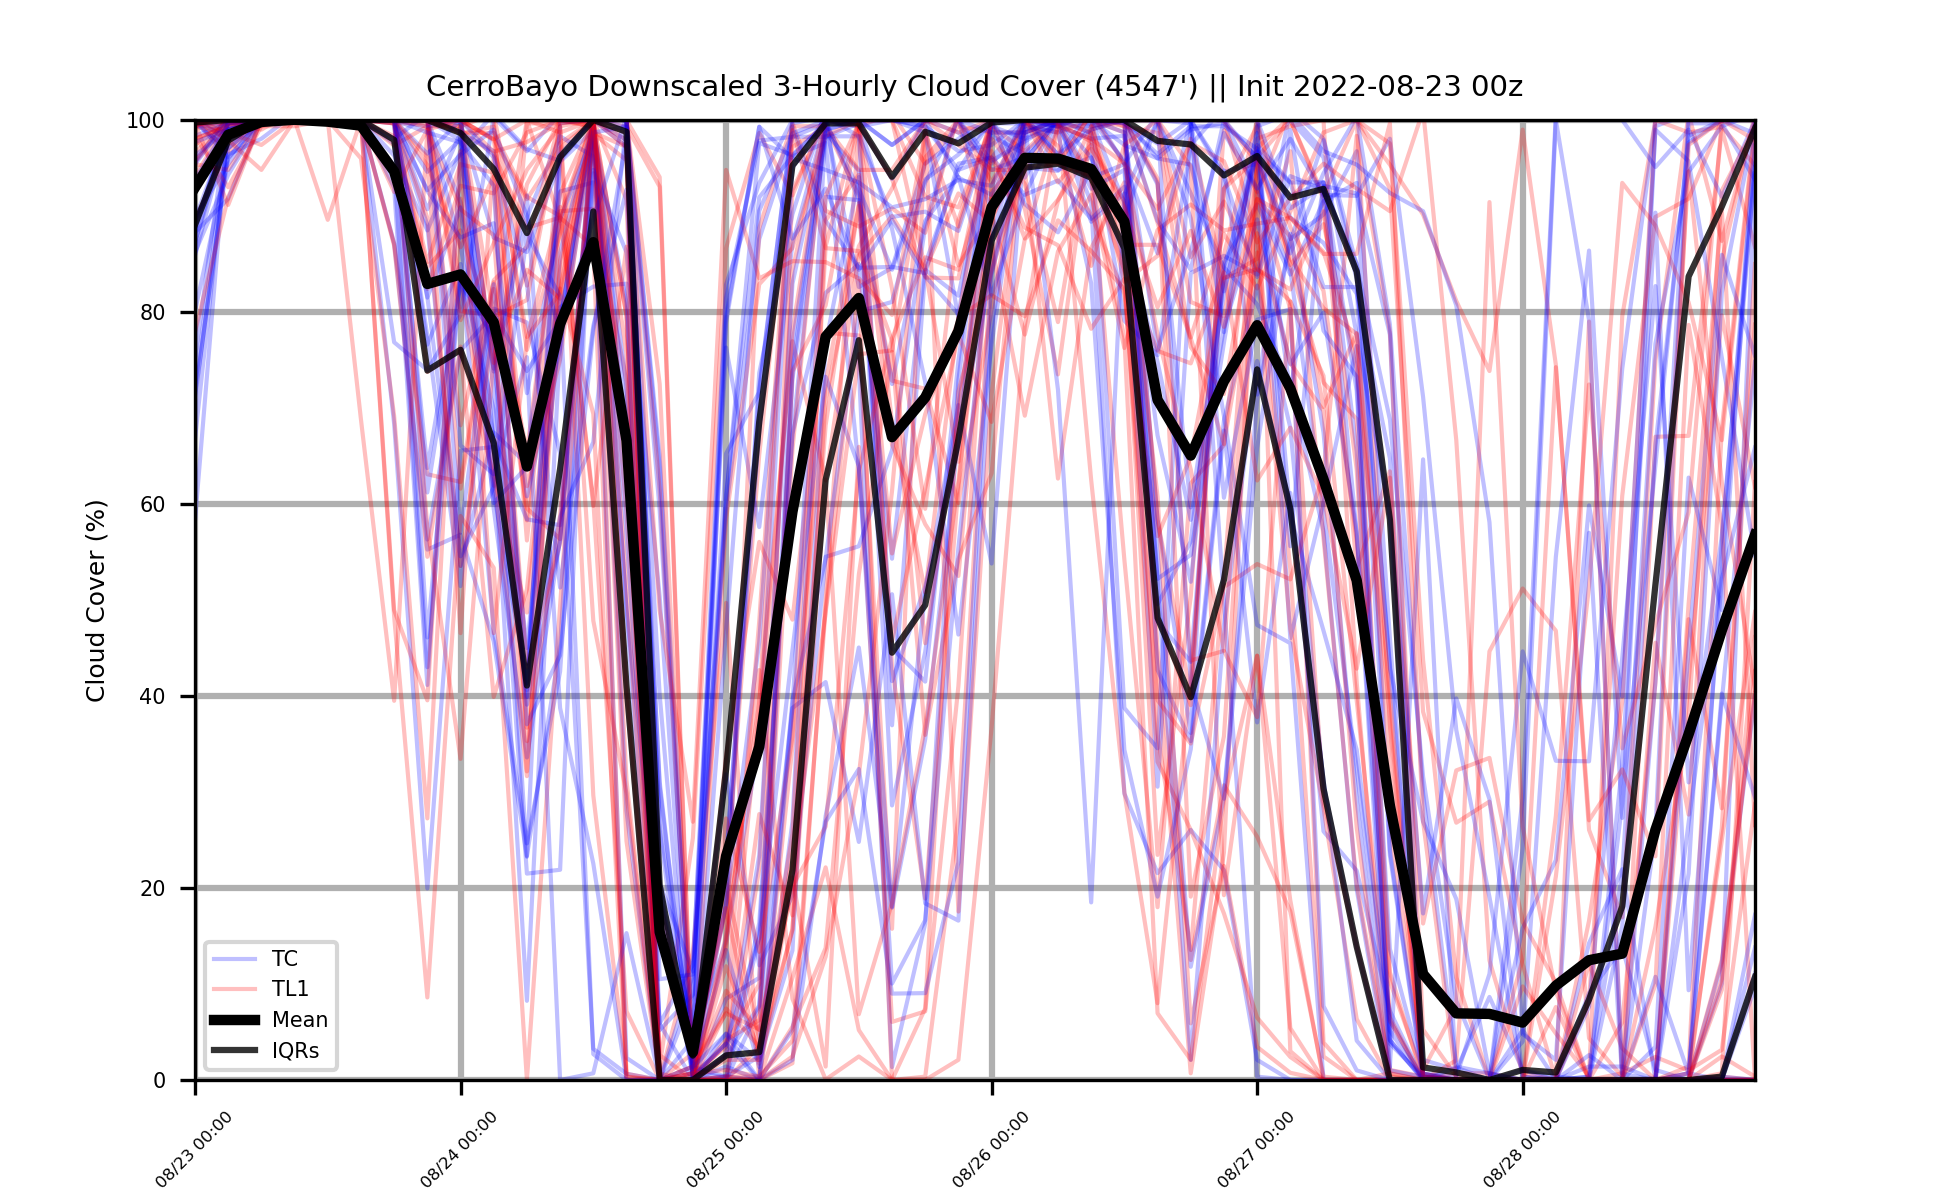 CerroBayo Downscaled 3-Hourly Cloud Cover (4547') || Init 2022-08-23 00z
Cloud Cover (%)
100
80
60
40
20
0
TC
TL1
Mean
IQRs
08/23 00:00
08/24 00:00
08/25 00:00
08/26 00:00
08/27 00:00
08/28 00:00